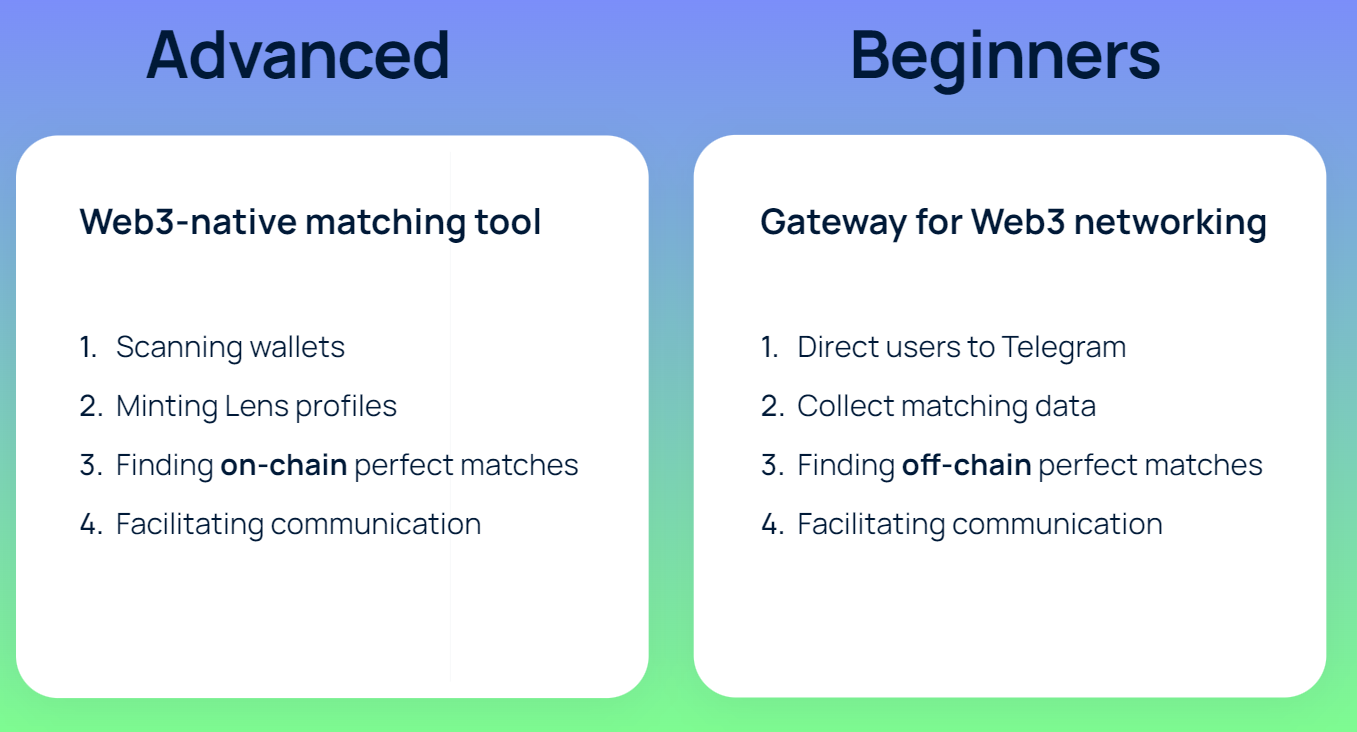 Advanced
Web3-native matching tool
1. Scanning wallets
2. Minting Lens profiles
3. Finding on-chain perfect matches
4. Facilitating communication
Beginners
Gateway for Web3 networking
1. Direct users to Telegram
2. Collect matching data
3. Finding off-chain perfect matches
4. Facilitating communication